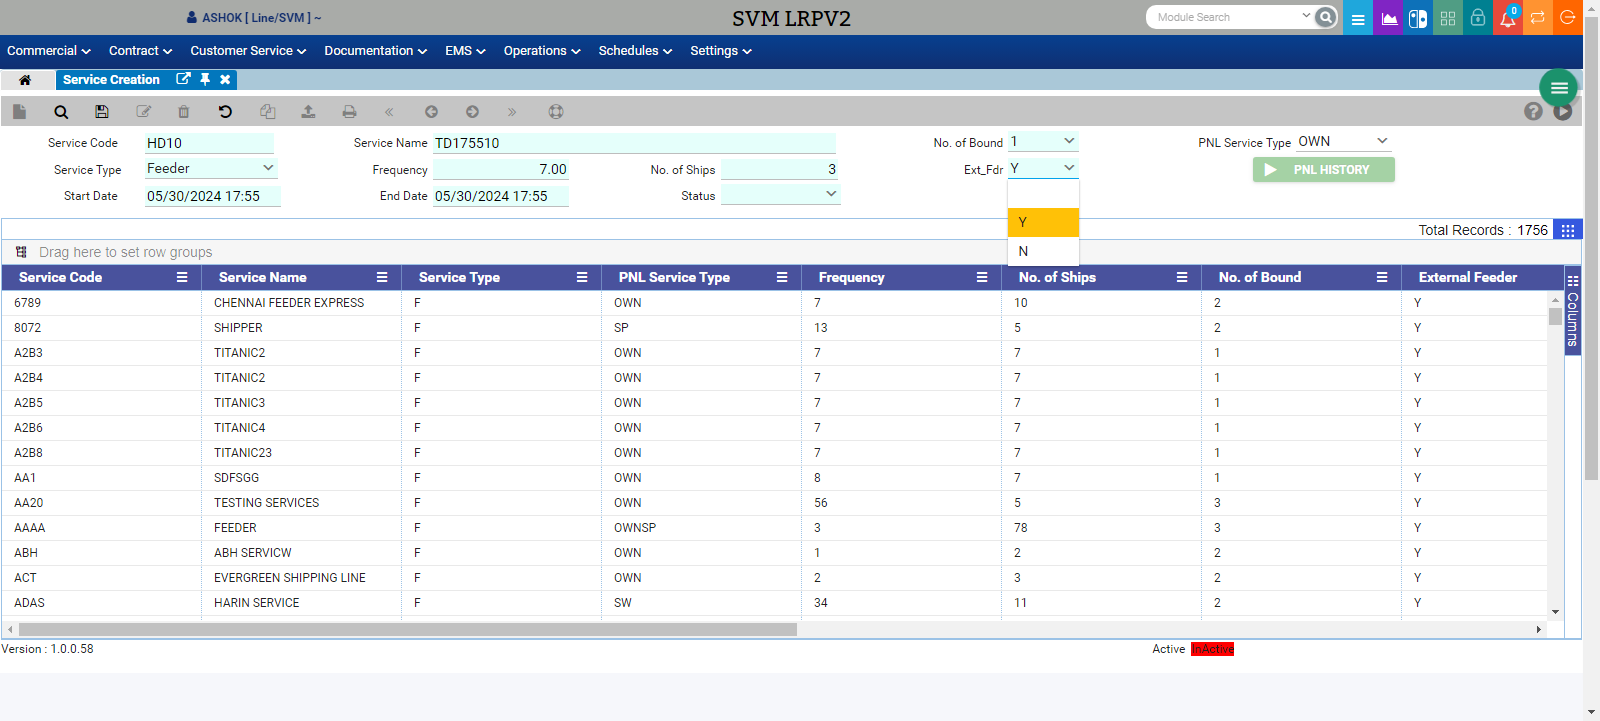 ASHOK [ Line/SVM ] ~
SVM LRPV2
Module Search
0
Commercial Contract Customer Service Documentation EMS Operations Schedules Settings
Service Creation
Service Code HD10 Service Name TD175510 No. of Bound 1 PNL Service Type OWN
Service Type Feeder Frequency 7.00 No. of Ships 3 Ext_Fdr Y PNL HISTORY
Start Date 05/30/2024 17:55 End Date 05/30/2024 17:55 Status
Y
N
Total Records : 1756
Drag here to set row groups
Service Code Service Name Service Type PNL Service Type Frequency No. of Ships No. of Bound External Feeder
Columns
6789 CHENNAI FEEDER EXPRESS F OWN 7 10 2 Y
8072 SHIPPER F SP 13 5 2 Y
A2B3 TITANIC2 F OWN 7 7 1 Y
A2B4 TITANIC2 F OWN 7 7 1 Y
A2B5 TITANIC3 F OWN 7 7 1 Y
A2B6 TITANIC4 F OWN 7 7 1 Y
A2B8 TITANIC23 F OWN 7 7 1 Y
AA1 SDFSGG F OWN 8 7 1 Y
AA20 TESTING SERVICES F OWN 56 5 3 Y
AAAA FEEDER F OWNSP 3 78 3 Y
ABH ABH SERVICW F OWN 1 2 2 Y
ACT EVERGREEN SHIPPING LINE F OWN 2 3 2 Y
ADAS HARIN SERVICE F SW 34 11 2 Y
Version : 1.0.0.58
Active InActive